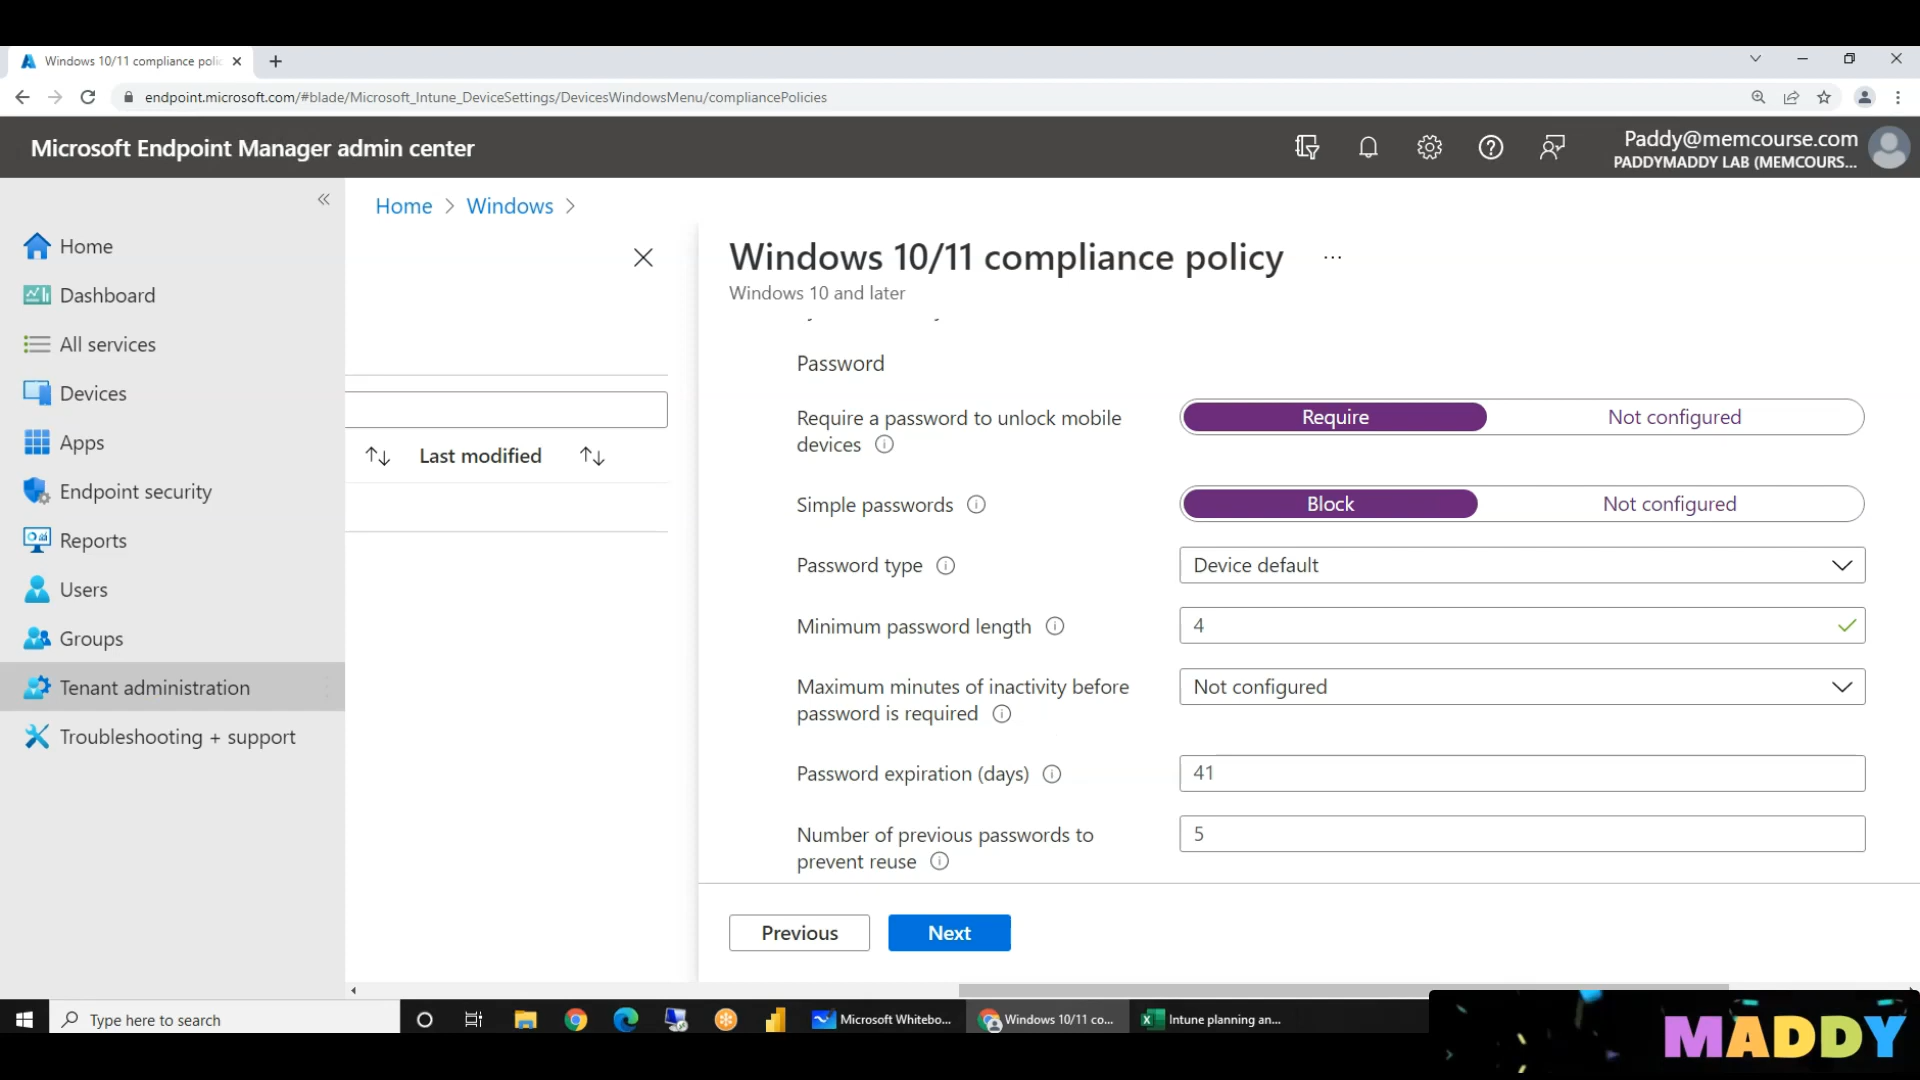 Windows 10/11 compliance poli
endpoint.microsoft.com/#blade/Microsoft_Intune_DeviceSettings/DevicesWindowsMenu/compliancePolicies
Microsoft Endpoint Manager admin center
Paddy@memcourse.com
PADDYMADDY LAB (MEMCOURS...
Home
Dashboard
All services
Devices
Apps
Endpoint security
Reports
Users
Groups
Tenant administration
Troubleshooting + support
Home > Windows >
Last modified
Windows 10/11 compliance policy ...
Windows 10 and later
Password
Require a password to unlock mobile
devices
Require
Not configured
Simple passwords
Block
Not configured
Password type
Device default
Minimum password length
4
Maximum minutes of inactivity before
password is required
Not configured
Password expiration (days)
41
Number of previous passwords to
prevent reuse
5
Previous
Next
Type here to search
Microsoft Whitebo...
Windows 10/11 co...
Intune planning an...
MADDY